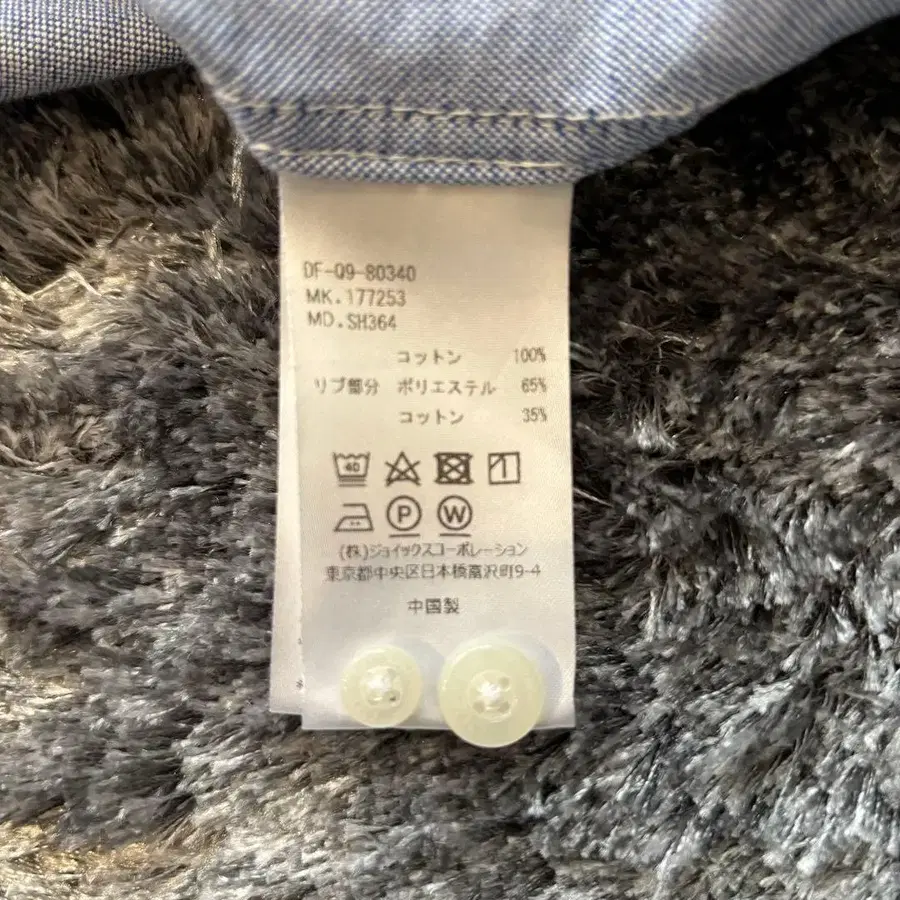 DF-Q9-80340
MK.177253
MD.SH364
コットン 100%
リブ部分 ポリエステル 65%
コットン 35%
40
P W
(株)ジョイックスコーポレーション
東京都中央区日本橋富沢町9-4
中国製